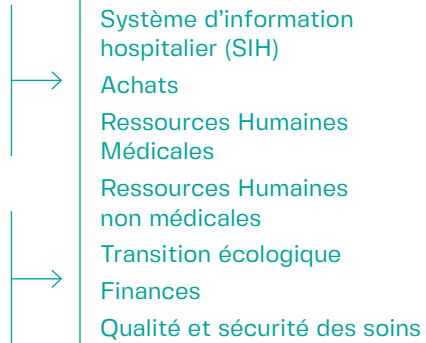 Système d’information
hospitalier (SIH)
Achats
Ressources Humaines
Médicales
Ressources Humaines
non médicales
Transition écologique
Finances
Qualité et sécurité des soins